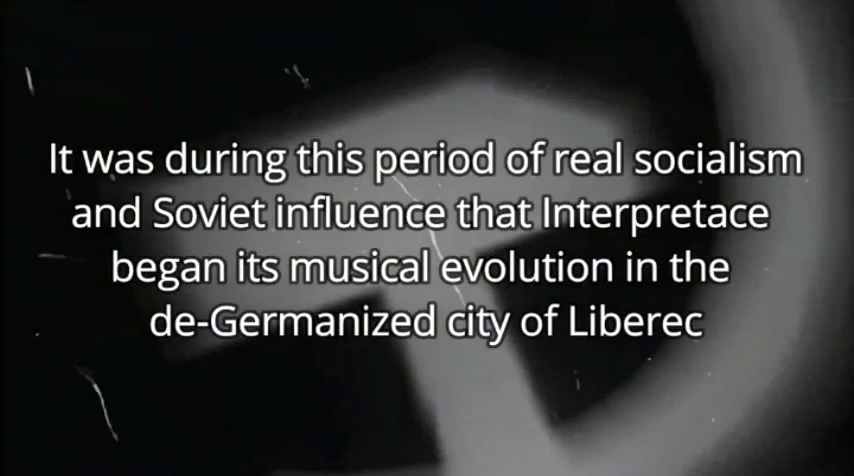 It was during this period of real socialism
and Soviet influence that Interpretace
began its musical evolution in the
de-Germanized city of Liberec